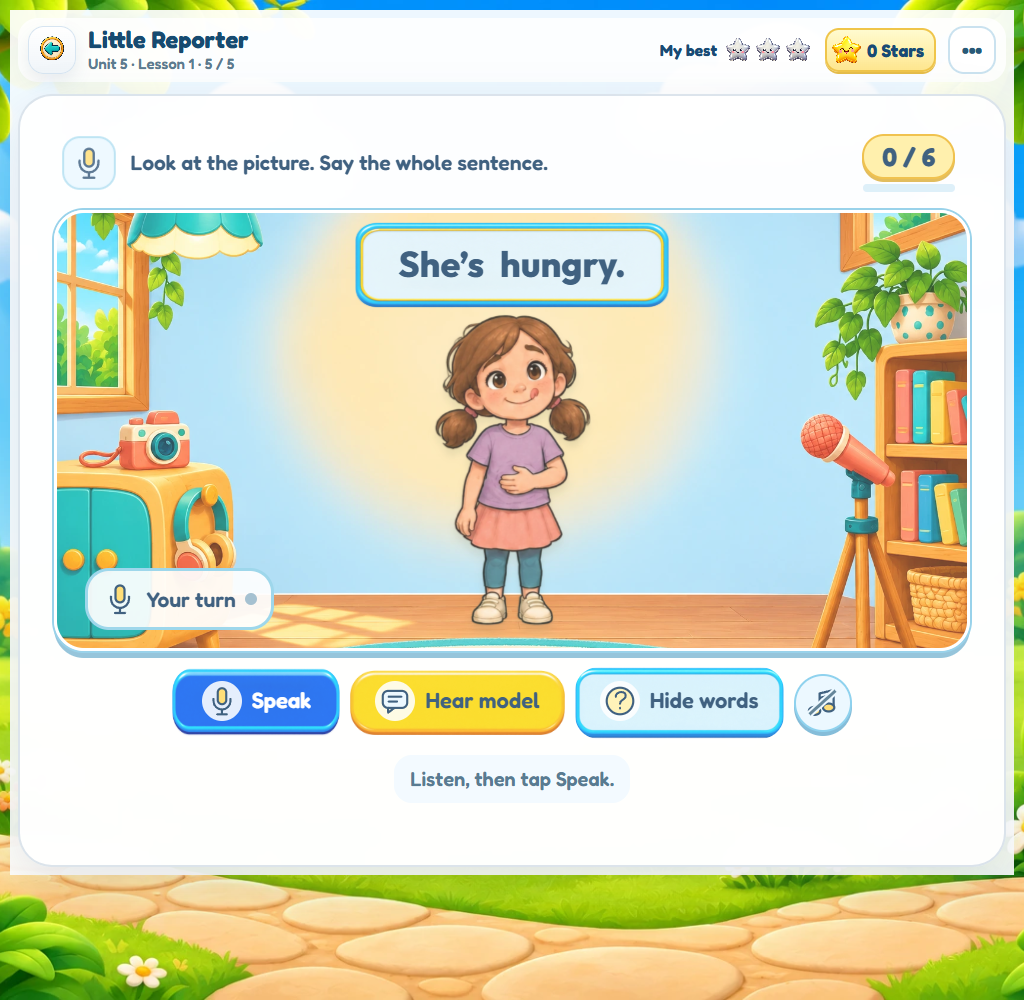 Little Reporter
Unit 5 · Lesson 1 · 5 / 5
My best
0 Stars
Look at the picture. Say the whole sentence.
0 / 6
She’s hungry.
Your turn
Speak
Hear model
Hide words
Listen, then tap Speak.